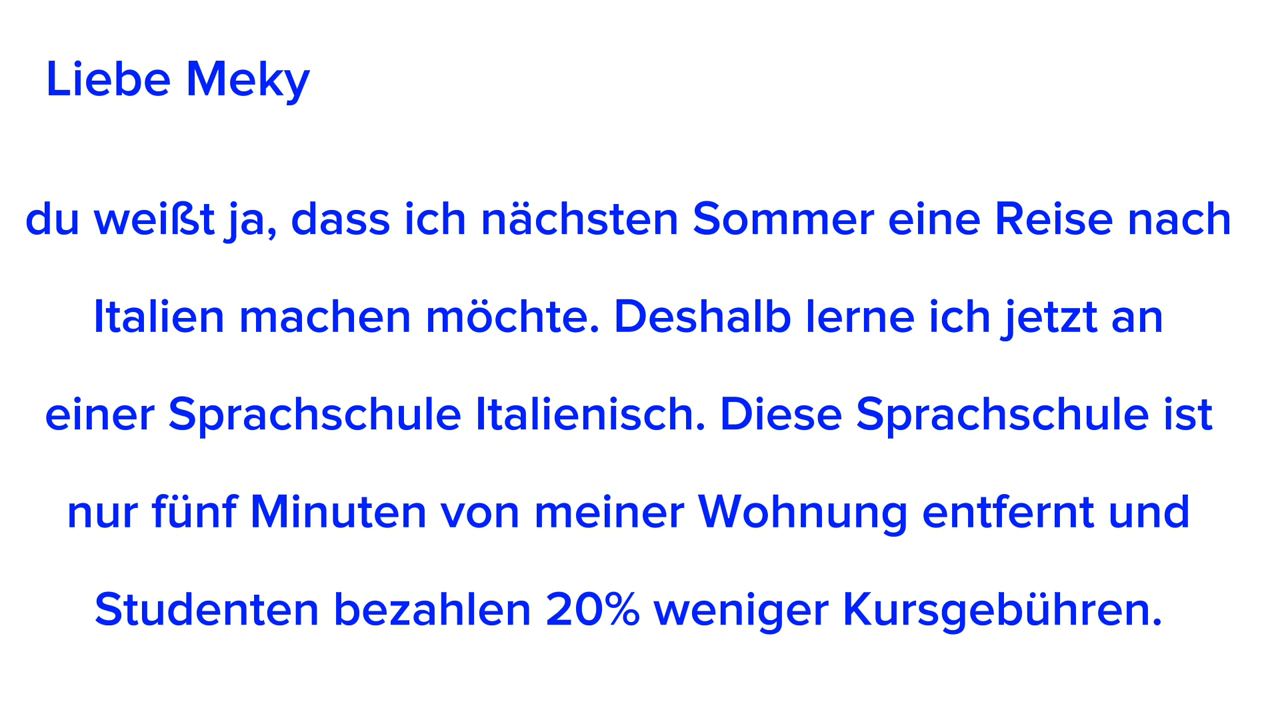 Liebe Meky
du weißt ja, dass ich nächsten Sommer eine Reise nach
Italien machen möchte. Deshalb lerne ich jetzt an
einer Sprachschule Italienisch. Diese Sprachschule ist
nur fünf Minuten von meiner Wohnung entfernt und
Studenten bezahlen 20% weniger Kursgebühren.